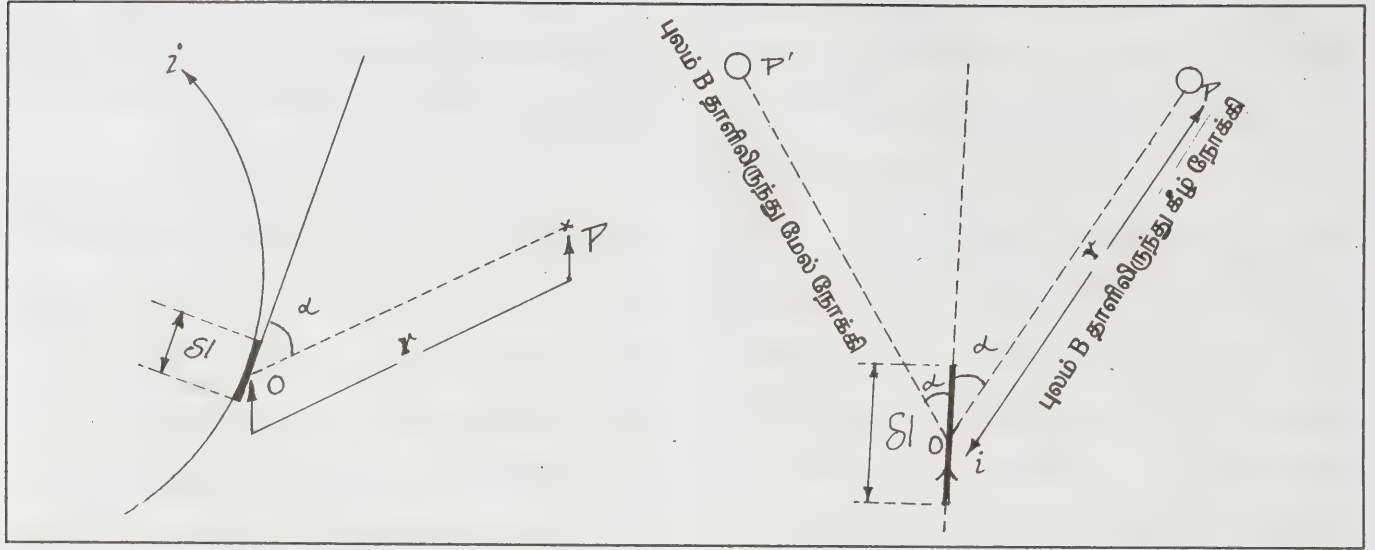 i
α
P
δl
O
r
P'
P
புலம் B தாளிலிருந்து மேல் நோக்கி
புலம் B தாளிலிருந்து கீழ் நோக்கி
r
α
α
δl
O
i